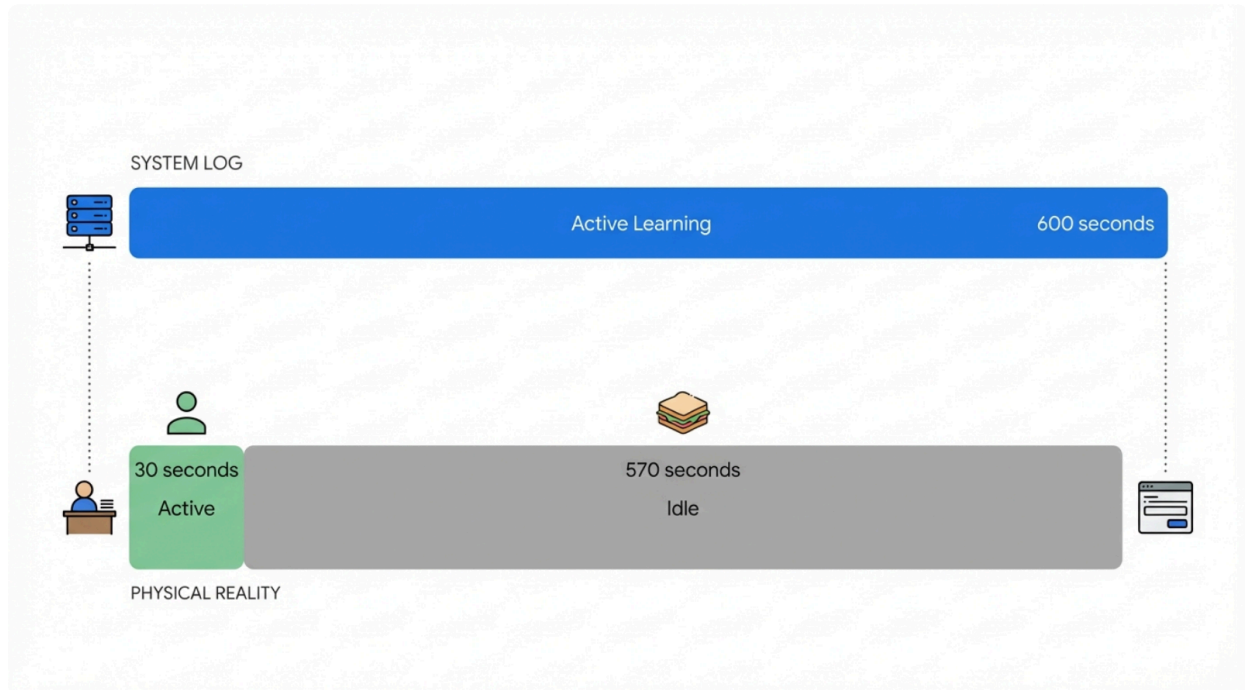 SYSTEM LOG
Active Learning
600 seconds
30 seconds
Active
570 seconds
Idle
PHYSICAL REALITY